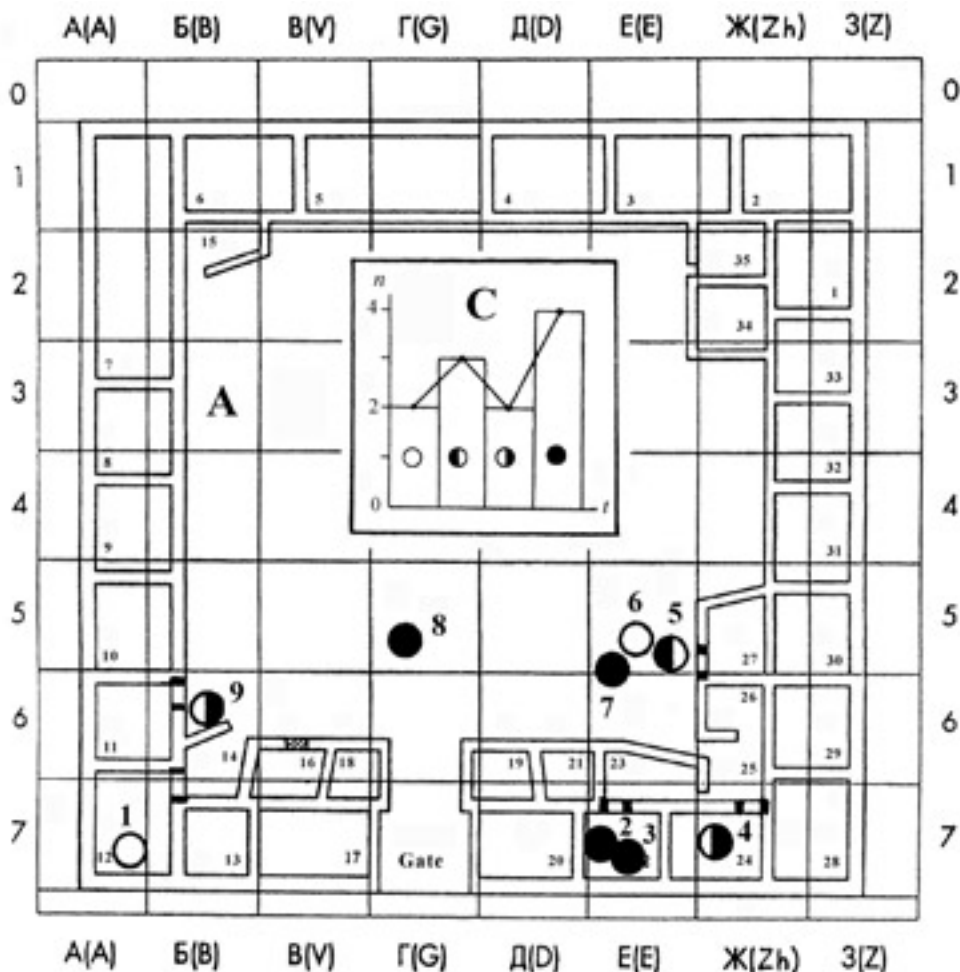 А(A) Б(B) В(V) Г(G) Д(D) Е(E) Ж(Zh) З(Z)
0 0
1 6 5 4 3 2 1
2 15 n C 35 1 2
4 34
7 33
3 A 2 3
8 32
4 9 0 t 31 4
5 6 5 5
8
10 7 27 30
6 9 26 6
11 14 16 18 19 21 23 25 29
7 1 2 3 4 7
12 13 17 Gate 20 24 28
А(A) Б(B) В(V) Г(G) Д(D) Е(E) Ж(Zh) З(Z)